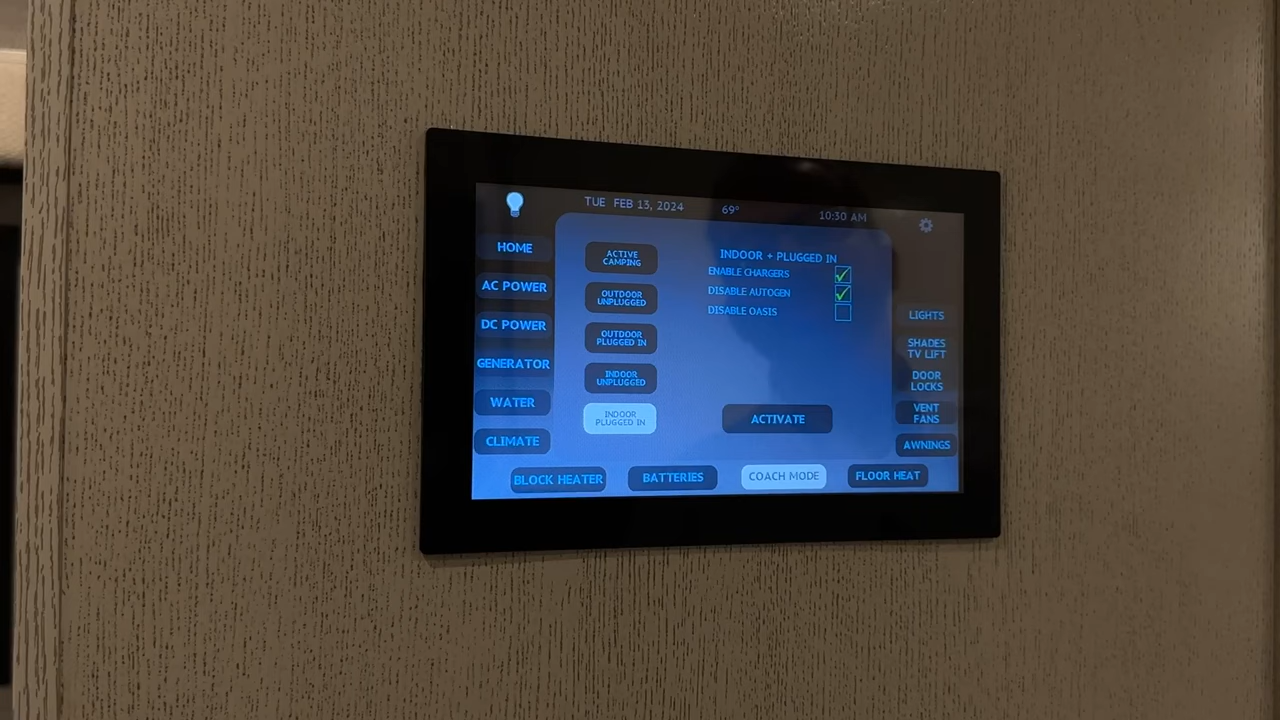 TUE FEB 13, 2024
69°
10:30 AM
HOME
AC POWER
DC POWER
GENERATOR
WATER
CLIMATE
ACTIVE
CAMPING
OUTDOOR
UNPLUGGED
OUTDOOR
PLUGGED IN
INDOOR
UNPLUGGED
INDOOR
PLUGGED IN
INDOOR + PLUGGED IN
ENABLE CHARGERS
DISABLE AUTOGEN
DISABLE OASIS
ACTIVATE
LIGHTS
SHADES
TV LIFT
DOOR
LOCKS
VENT
FANS
AWNINGS
BLOCK HEATER
BATTERIES
COACH MODE
FLOOR HEAT